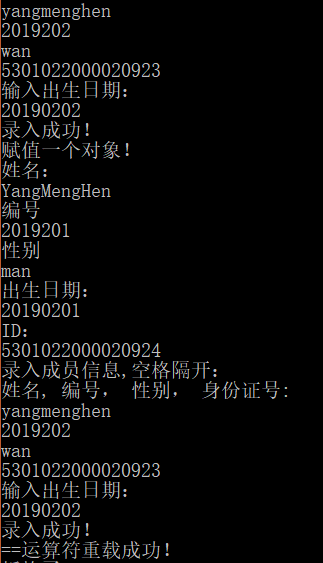 yangmenghen
2019202
wan
5301022000020923
输入出生日期:
20190202
录入成功!
赋值一个对象!
姓名:
YangMengHen
编号
2019201
性别
man
出生日期:
20190201
ID:
5301022000020924
录入成员信息,空格隔开:
姓名, 编号， 性别， 身份证号:
yangmenghen
2019202
wan
5301022000020923
输入出生日期:
20190202
录入成功!
==运算符重载成功!